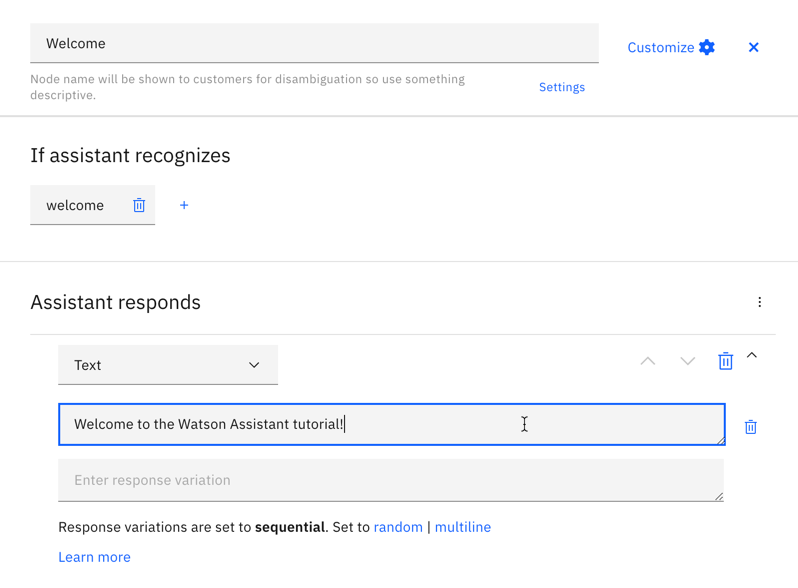 Welcome
Customize
Node name will be shown to customers for disambiguation so use something
descriptive.
Settings
If assistant recognizes
welcome
+
Assistant responds
Text
Welcome to the Watson Assistant tutorial!
Enter response variation
Response variations are set to sequential. Set to random | multiline
Learn more